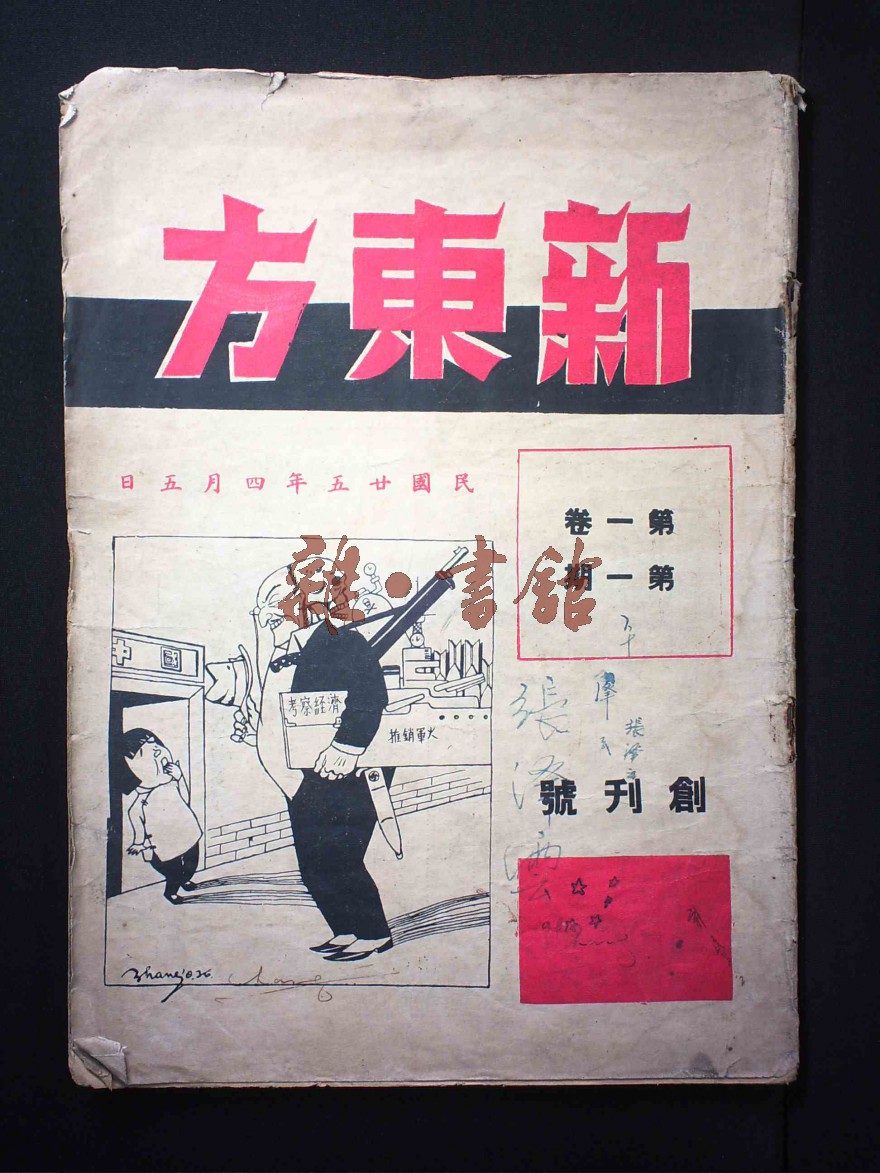 新東方
民國廿五年四月五日
第一卷
第一期
創刊號
中國
考察經濟
推銷軍火
雜·書館
張
張